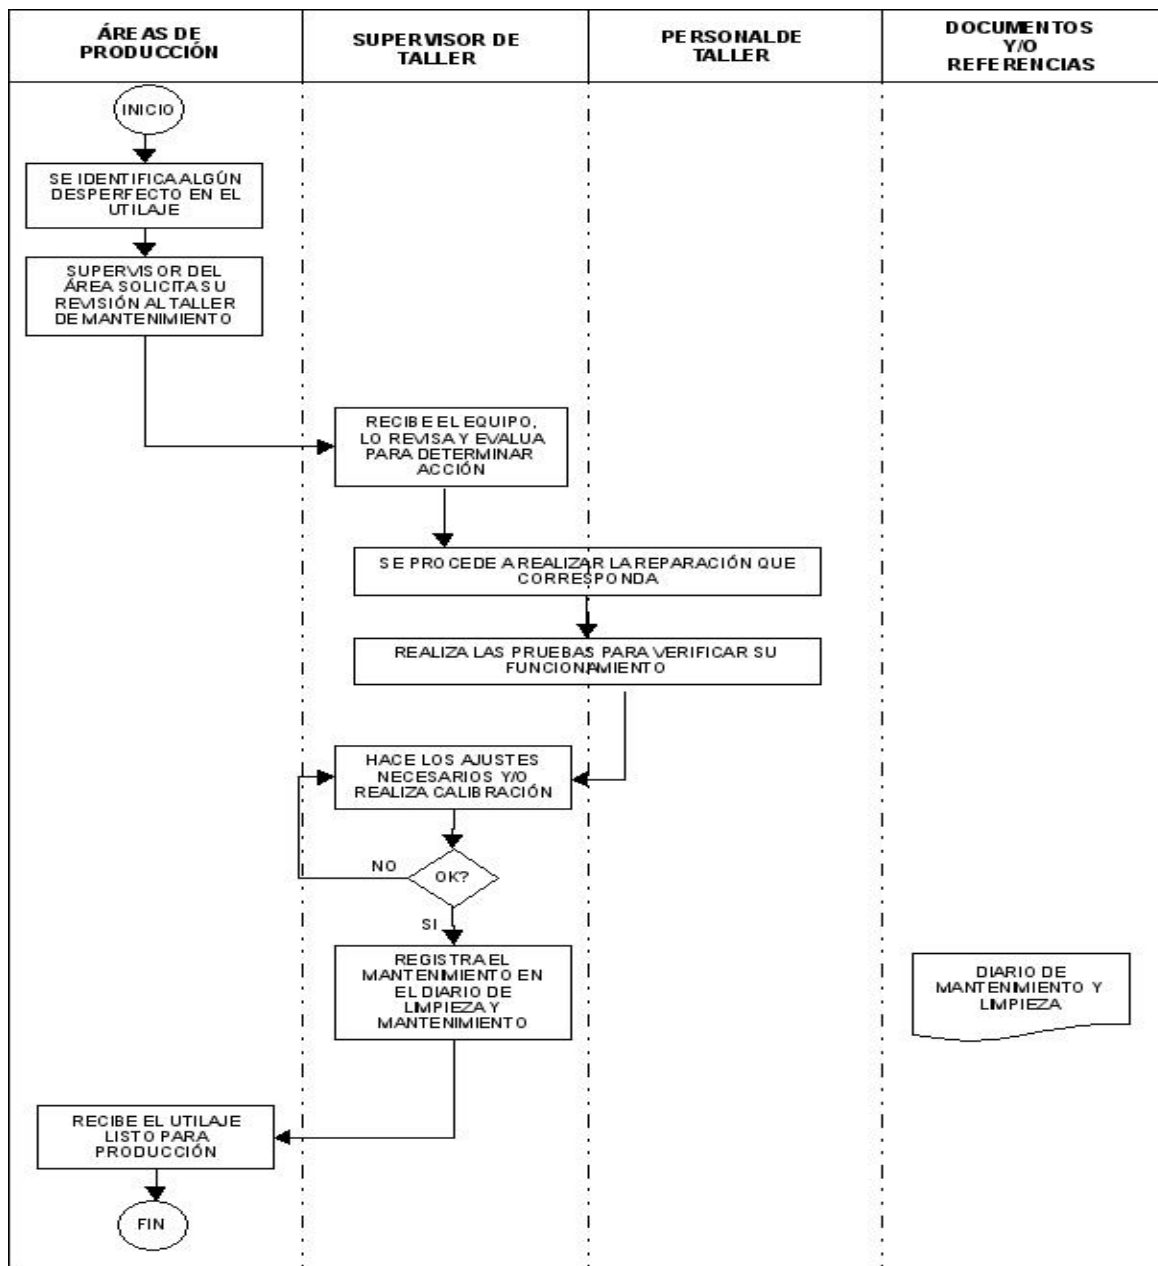 ÁREAS DE
PRODUCCIÓN
SUPERVISOR DE
TALLER
PERSONAL DE
TALLER
DOCUMENTOS
Y/O
REFERENCIAS
INICIO
SE IDENTIFICA ALGÚN
DESPERFECTO EN EL
UTILAJE
SUPERVISOR DEL
ÁREA SOLICITA SU
REVISIÓN AL TALLER
DE MANTENIMIENTO
RECIBE EL EQUIPO,
LO REVISA Y EVALUA
PARA DETERMINAR
ACCIÓN
SE PROCEDE A REALIZAR LA REPARACIÓN QUE
CORRESPONDA
REALIZA LAS PRUEBAS PARA VERIFICAR SU
FUNCIONAMIENTO
HACE LOS AJUSTES
NECESARIOS Y/O
REALIZA CALIBRACIÓN
NO
OK?
SI
REGISTRA EL
MANTENIMIENTO EN
EL DIARIO DE
LIMPIEZA Y
MANTENIMIENTO
DIARIO DE
MANTENIMIENTO Y
LIMPIEZA
RECIBE EL UTILAJE
LISTO PARA
PRODUCCIÓN
FIN